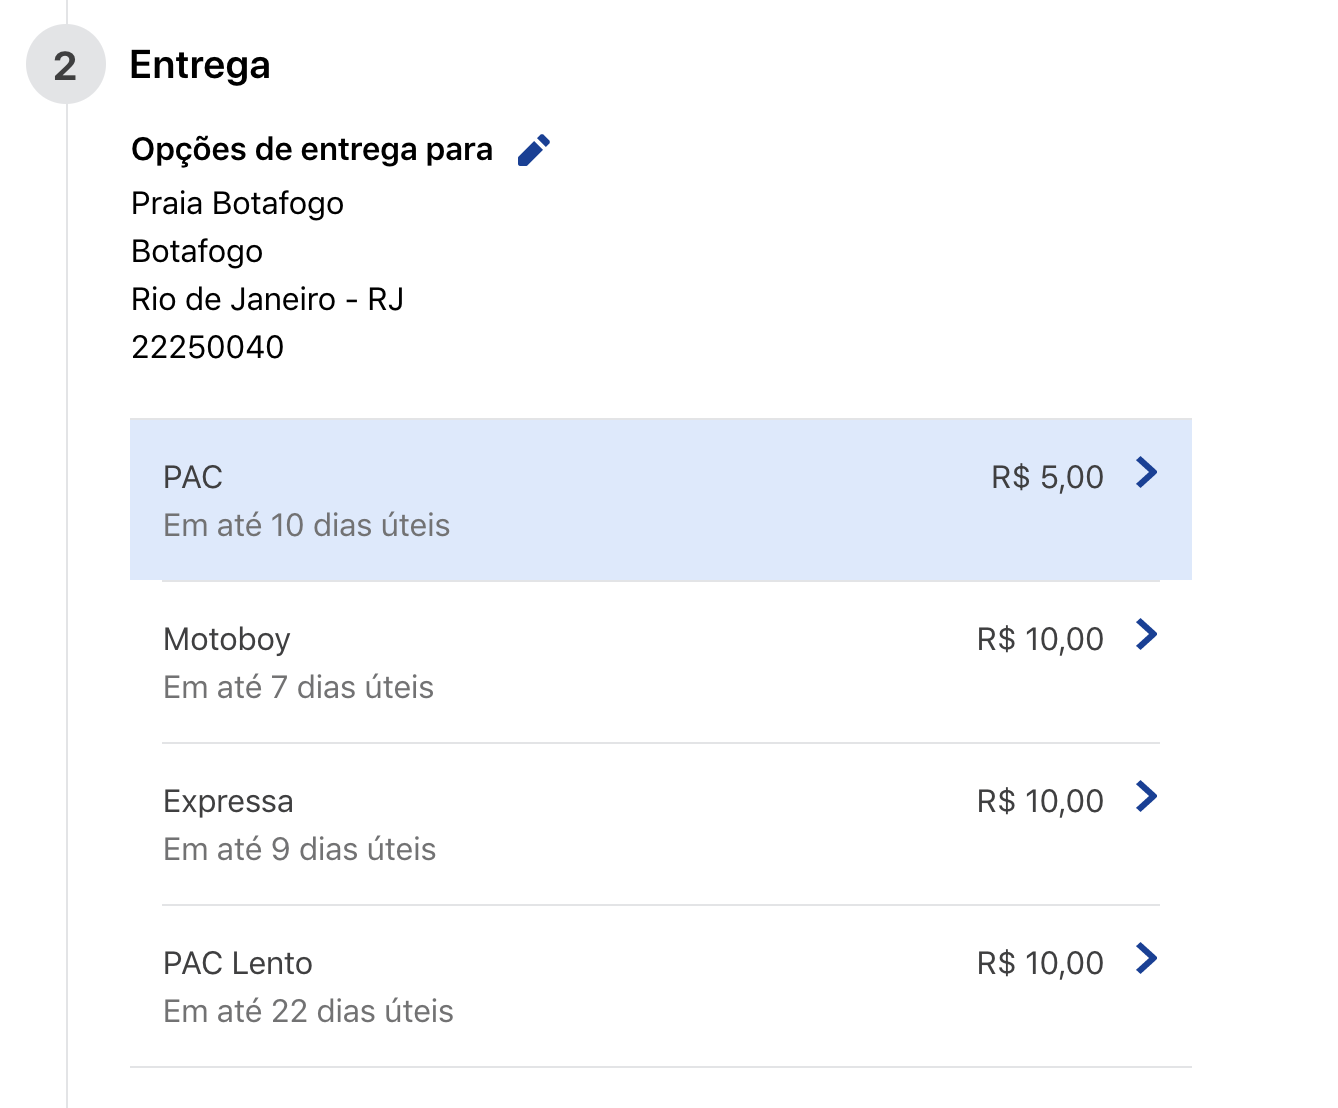 2
Entrega
Opções de entrega para
Praia Botafogo
Botafogo
Rio de Janeiro - RJ
22250040
PAC R$ 5,00
Em até 10 dias úteis
Motoboy R$ 10,00
Em até 7 dias úteis
Expressa R$ 10,00
Em até 9 dias úteis
PAC Lento R$ 10,00
Em até 22 dias úteis